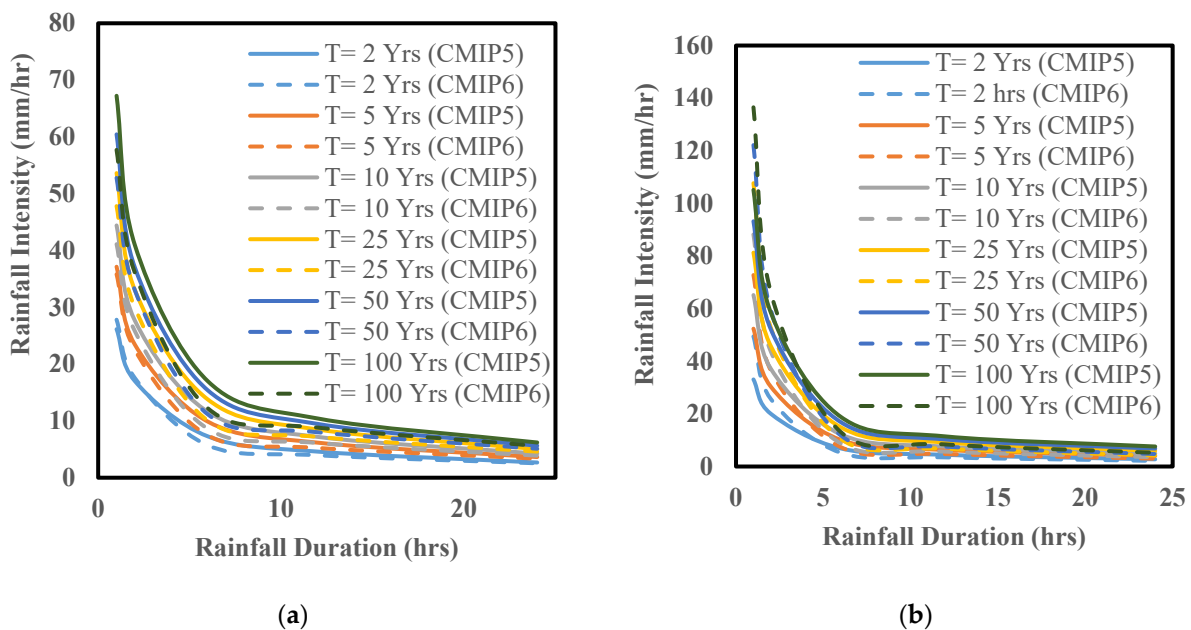 80
70
60
50
40
30
20
10
0
Rainfall Intensity (mm/hr)
T= 2 Yrs (CMIP5)
T= 2 Yrs (CMIP6)
T= 5 Yrs (CMIP5)
T= 5 Yrs (CMIP6)
T= 10 Yrs (CMIP5)
T= 10 Yrs (CMIP6)
T= 25 Yrs (CMIP5)
T= 25 Yrs (CMIP6)
T= 50 Yrs (CMIP5)
T= 50 Yrs (CMIP6)
T= 100 Yrs (CMIP5)
T= 100 Yrs (CMIP6)
0 10 20
Rainfall Duration (hrs)
(a)
160
140
120
100
80
60
40
20
0
Rainfall Intensity (mm/hr)
T= 2 Yrs (CMIP5)
T= 2 hrs (CMIP6)
T= 5 Yrs (CMIP5)
T= 5 Yrs (CMIP6)
T= 10 Yrs (CMIP5)
T= 10 Yrs (CMIP6)
T= 25 Yrs (CMIP5)
T= 25 Yrs (CMIP6)
T= 50 Yrs (CMIP5)
T= 50 Yrs (CMIP6)
T= 100 Yrs (CMIP5)
T= 100 Yrs (CMIP6)
0 5 10 15 20 25
Rainfall Duration (hrs)
(b)